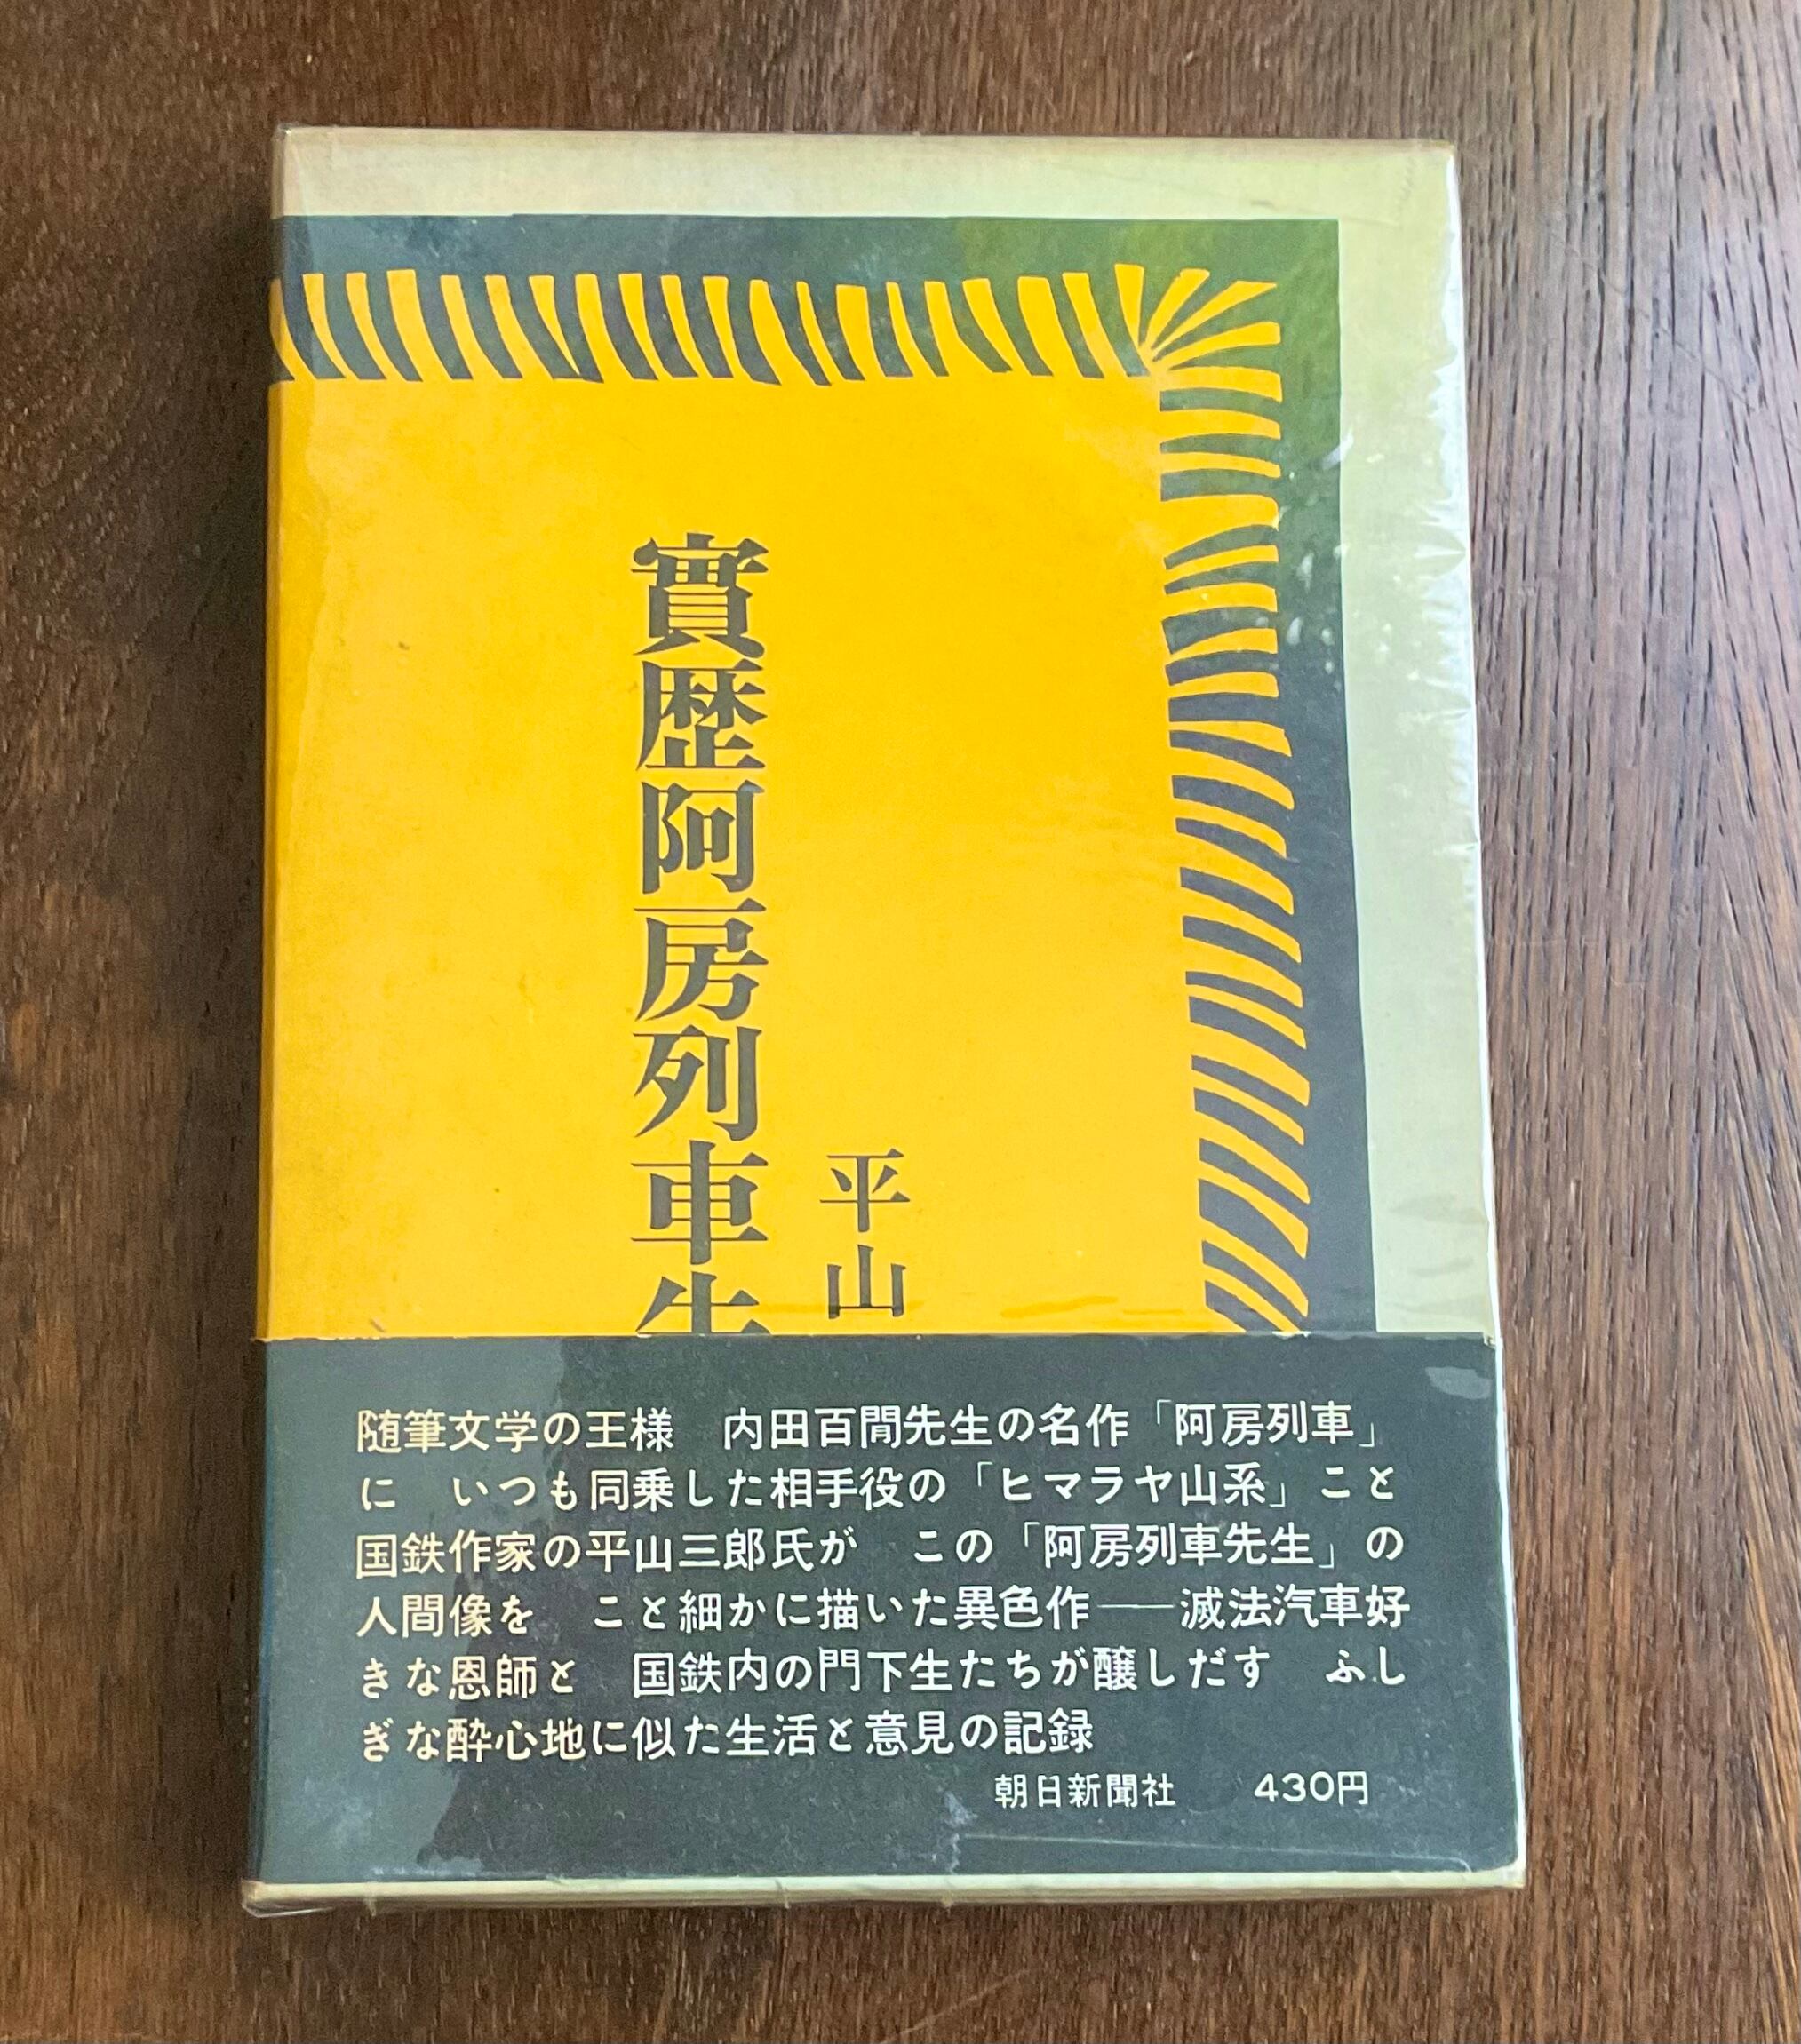 平山
實歴阿房列車先
随筆文学の王様　内田百閒先生の名作「阿房列車」
に　いつも同乗した相手役の「ヒマラヤ山系」こと
国鉄作家の平山三郎氏が　この「阿房列車先生」の
人間像を　こと細かに描いた異色作——滅法汽車好
きな恩師と　国鉄内の門下生たちが醸しだす　ふし
ぎな酔心地に似た生活と意見の記録
朝日新聞社　430円